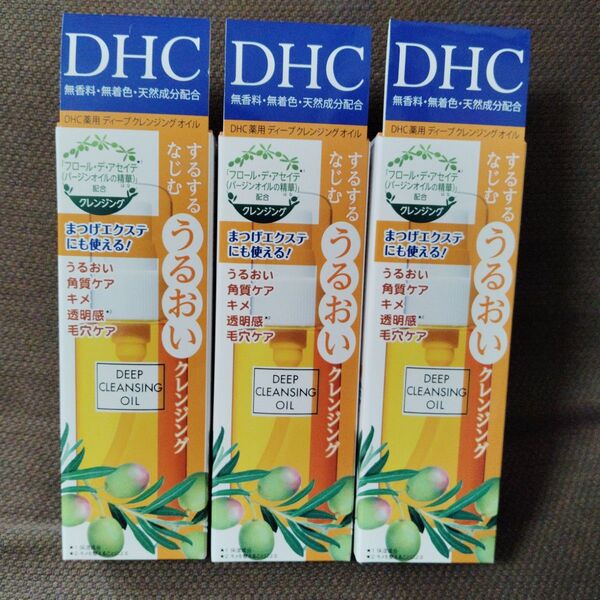 DHC
無香料・無着色・天然成分配合
DHC薬用 ディープクレンジングオイル
「フロール・デ・アセイテ
(バージンオイルの精華)」
配合
クレンジング
するする
なじむ
うるおい
クレンジング
まつげエクステ
にも使える!
うるおい
角質ケア
キメ
透明感
毛穴ケア
DEEP
CLEANSING
OIL
DHC
無香料・無着色・天然成分配合
DHC薬用 ディープクレンジングオイル
「フロール・デ・アセイテ
(バージンオイルの精華)」
配合
クレンジング
するする
なじむ
うるおい
クレンジング
まつげエクステ
にも使える!
うるおい
角質ケア
キメ
透明感
毛穴ケア
DEEP
CLEANSING
OIL
DHC
無香料・無着色・天然成分配合
DHC薬用 ディープクレンジングオイル
「フロール・デ・アセイテ
(バージンオイルの精華)」
配合
クレンジング
するする
なじむ
うるおい
クレンジング
まつげエクステ
にも使える!
うるおい
角質ケア
キメ
透明感
毛穴ケア
DEEP
CLEANSING
OIL